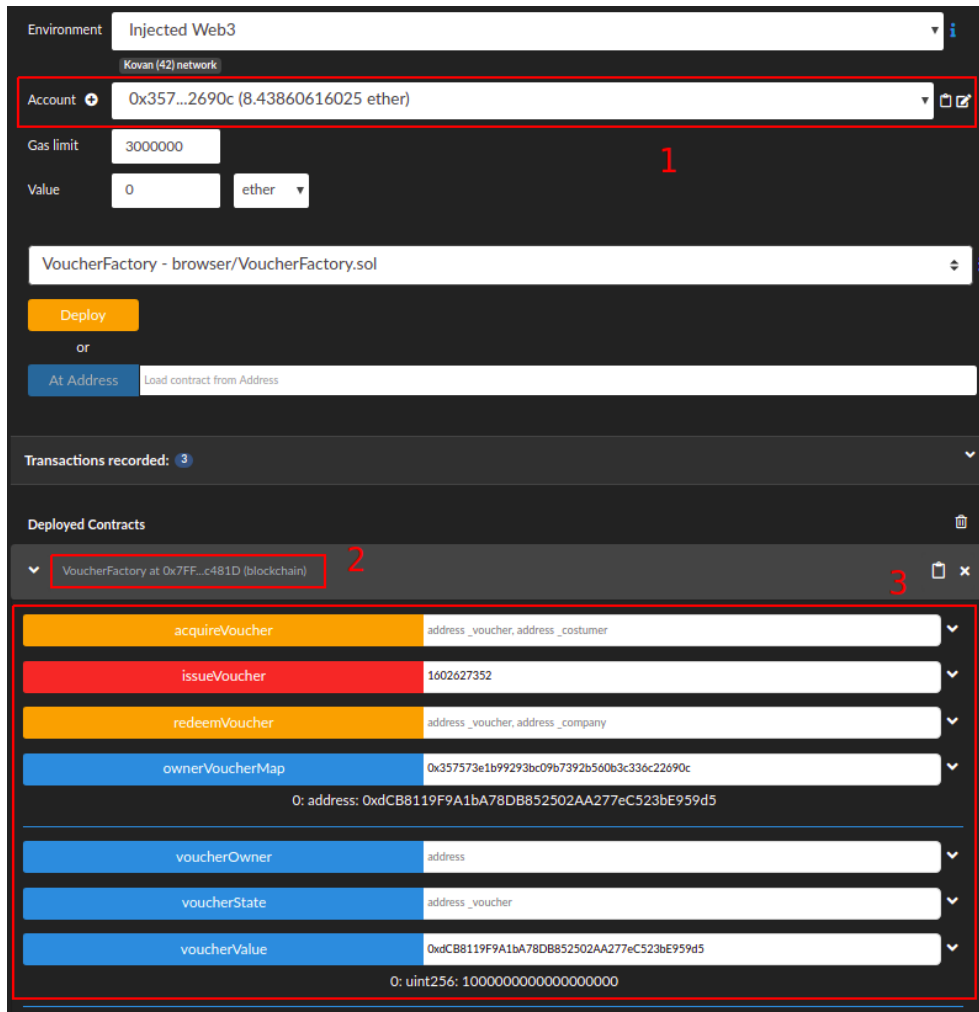 Environment Injected Web3
Kovan (42) network
Account 0x357...2690c (8.43860616025 ether)
Gas limit 3000000
1
Value 0 ether
VoucherFactory - browser/VoucherFactory.sol
Deploy
or
At Address Load contract from Address
Transactions recorded: 3
Deployed Contracts
2
VoucherFactory at 0x7FF...c481D (blockchain)
3
acquireVoucher address _voucher, address _costumer
issueVoucher 1602627352
redeemVoucher address _voucher, address _company
ownerVoucherMap 0x357573e1b99293bc09b7392b560b3c336c22690c
0: address: 0xdCB8119F9A1bA78DB852502AA277eC523bE959d5
voucherOwner address
voucherState address _voucher
voucherValue 0xdCB8119F9A1bA78DB852502AA277eC523bE959d5
0: uint256: 1000000000000000000